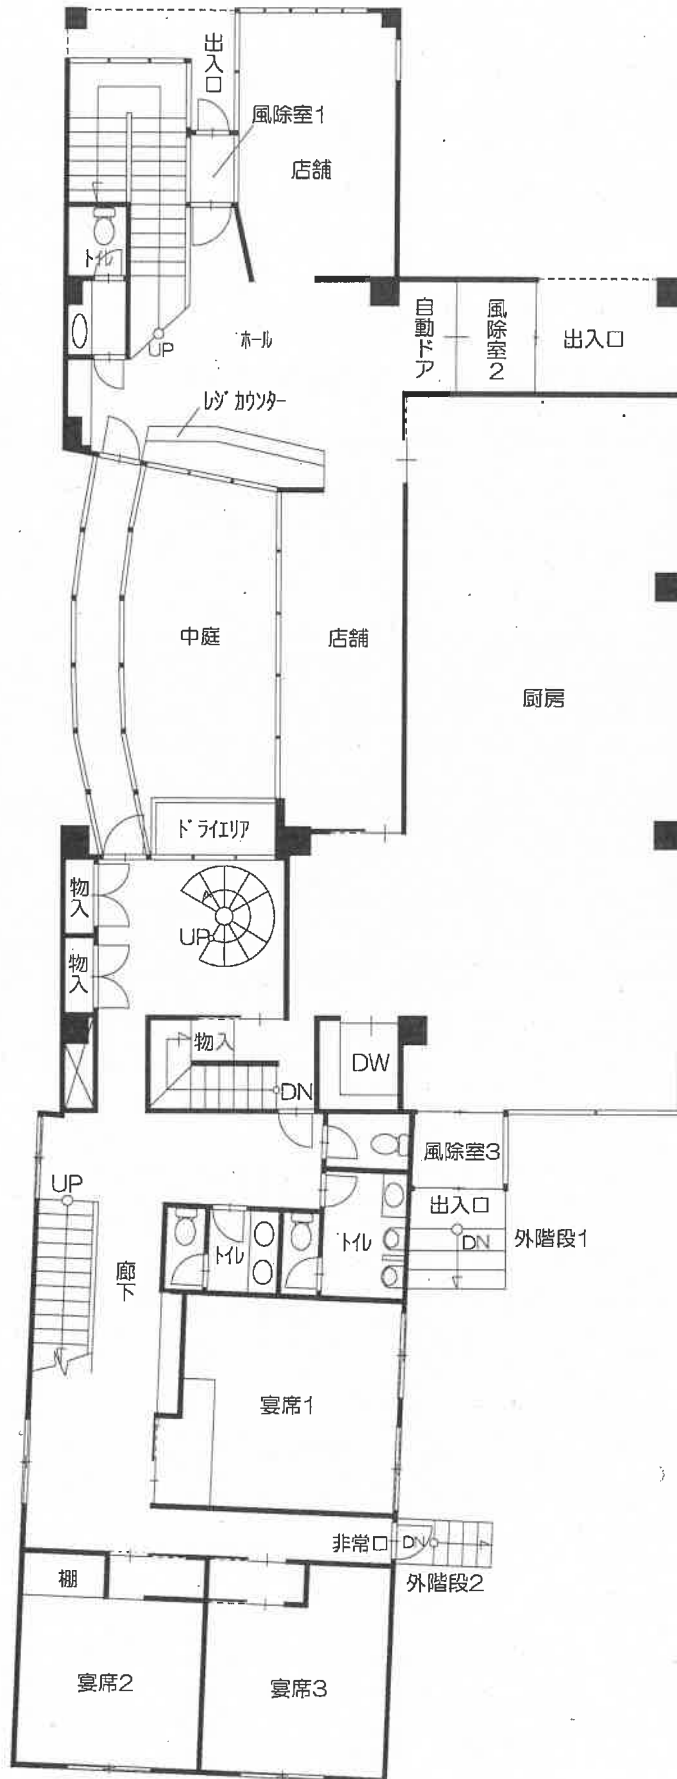 出入口
風除室1
店舗
トイレ
UP
ホール
自動ドア
風除室2
出入口
レジカウンター
中庭
店舗
厨房
ドライエリア
物入
UP
物入
物入
DW
DN
風除室3
UP
出入口
DN
外階段1
トイレ
トイレ
廊下
宴席1
非常口
DN
外階段2
棚
宴席2
宴席3